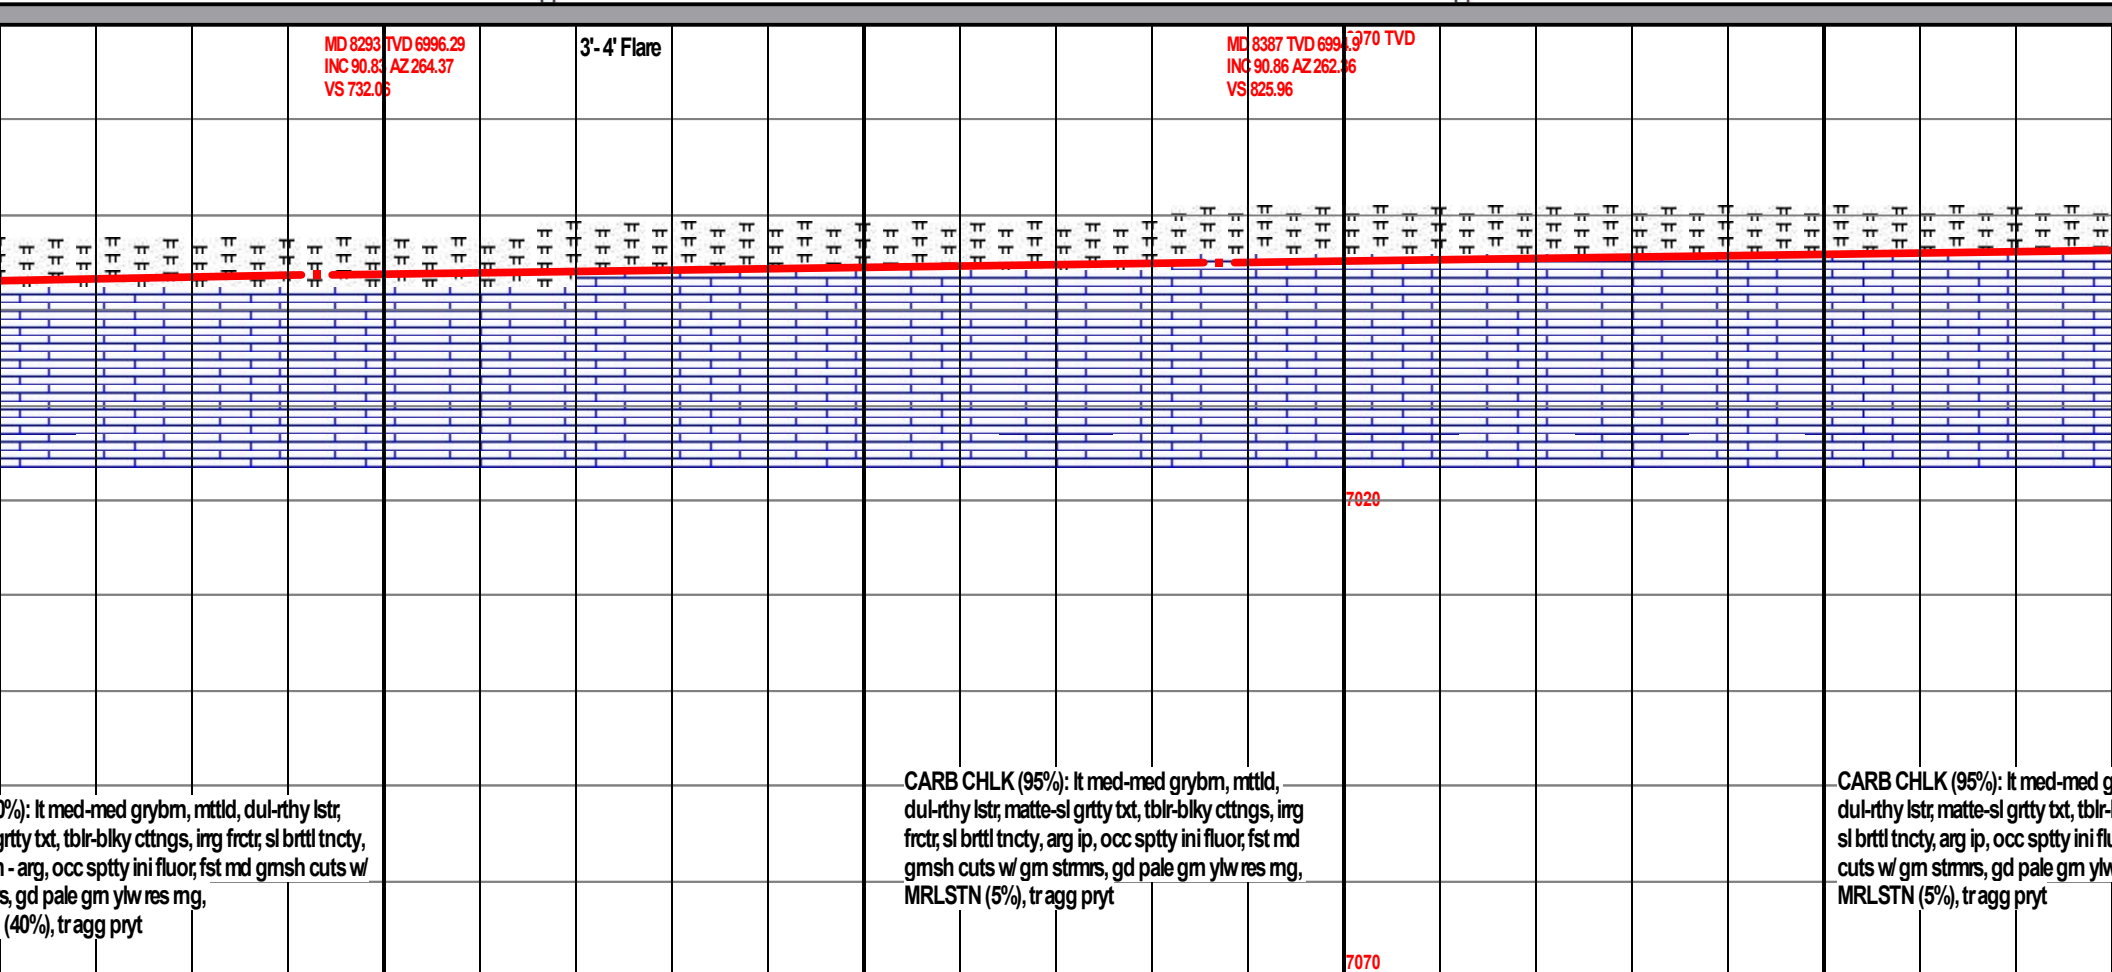 MD 8293 TVD 6996.29
INC 90.83 AZ 264.37
VS 732.06
3'- 4' Flare
MD 8387 TVD 6994.9
INC 90.86 AZ 262.36
VS 825.96
070 TVD
7020
0%): lt med-med grybrn, mttld, dul-rthy lstr,
grtty txt, tblr-blky cttngs, irrg frctr, sl brttl tncty,
- arg, occ sptty ini fluor, fst md grnsh cuts w/
s, gd pale grn ylw res rng,
(40%), tr agg pryt
CARB CHLK (95%): lt med-med grybrn, mttld,
dul-rthy lstr, matte-sl grtty txt, tblr-blky cttngs, irrg
frctr, sl brttl tncty, arg ip, occ sptty ini fluor, fst md
grnsh cuts w/ grn strmrs, gd pale grn ylw res rng,
MRLSTN (5%), tr agg pryt
CARB CHLK (95%): lt med-med g
dul-rthy lstr, matte-sl grtty txt, tblr-
sl brttl tncty, arg ip, occ sptty ini flu
cuts w/ grn strmrs, gd pale grn ylw
MRLSTN (5%), tr agg pryt
7070